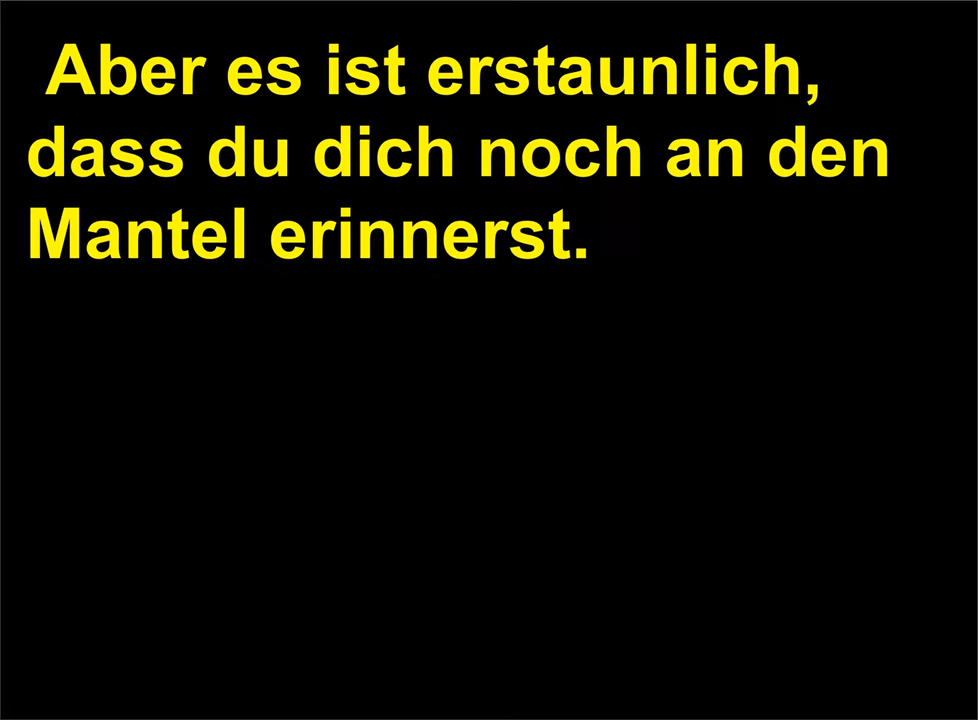 Aber es ist erstaunlich,
dass du dich noch an den
Mantel erinnerst.